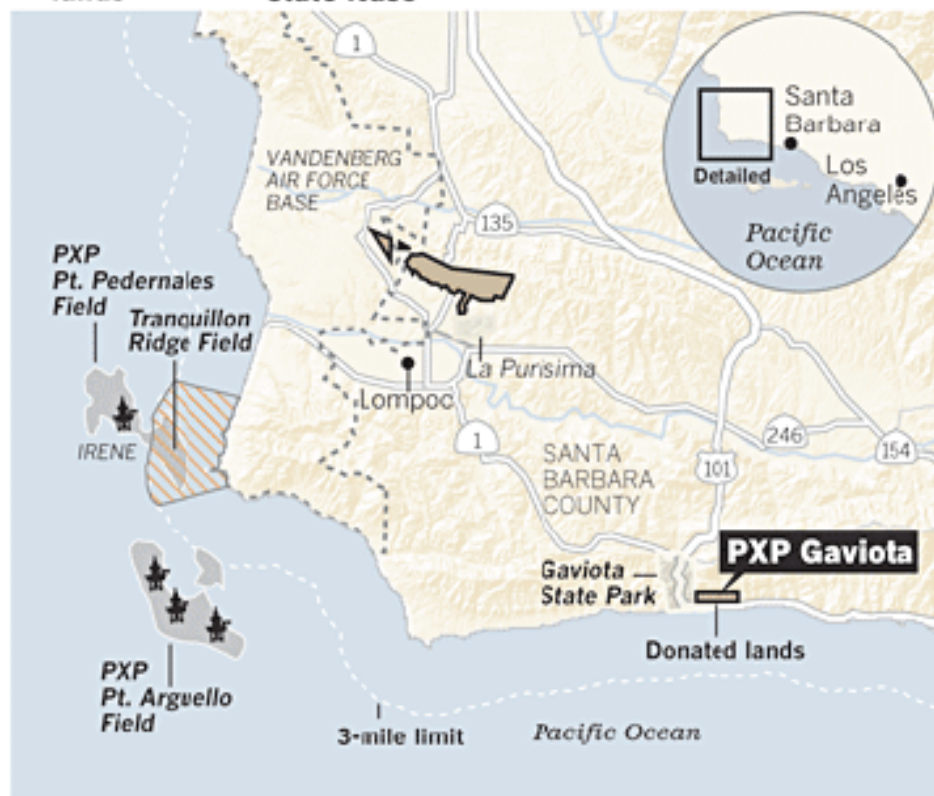 1
Santa
Barbara
Los
Angeles
Detailed
Pacific
Ocean
VANDENBERG
AIR FORCE
BASE
135
PXP
Pt. Pedernales
Field
Tranquillon
Ridge Field
La Purisima
Lompoc
IRENE
1
SANTA
BARBARA
COUNTY
246
154
101
PXP Gaviota
Gaviota
State Park
Donated lands
PXP
Pt. Arguello
Field
3-mile limit
Pacific Ocean